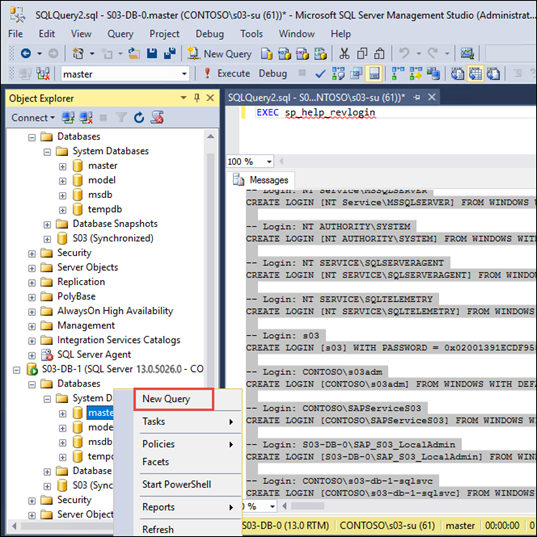 SQLQuery2.sql - S03-DB-0.master (CONTOSO\s03-su (61))* - Microsoft SQL Server Management Studio (Administrat
File Edit View Query Project Debug Tools Window Help
New Query
master Execute Debug
Object Explorer
Connect
Databases
System Databases
master
model
msdb
tempdb
Database Snapshots
S03 (Synchronized)
Security
Server Objects
Replication
PolyBase
AlwaysOn High Availability
Management
Integration Services Catalogs
SQL Server Agent
S03-DB-1 (SQL Server 13.0.5026.0 - CO
Databases
System D
maste
mode
msdb
tempo
Database
S03 (Sync
Security
Server Objec
New Query
Tasks
Policies
Facets
Start PowerShell
Reports
Refresh
SQLQuery2.sql - S0...NTOSO\s03-su (61))*
EXEC sp_help_revlogin
100 %
Messages
-- Login: NT Service\MSSQLSERVER
CREATE LOGIN [NT Service\MSSQLSERVER] FROM WINDOWS W
-- Login: NT AUTHORITY\SYSTEM
CREATE LOGIN [NT AUTHORITY\SYSTEM] FROM WINDOWS WITH
-- Login: NT SERVICE\SQLSERVERAGENT
CREATE LOGIN [NT SERVICE\SQLSERVERAGENT] FROM WINDOW
-- Login: NT SERVICE\SQLTELEMETRY
CREATE LOGIN [NT SERVICE\SQLTELEMETRY] FROM WINDOWS
-- Login: s03
CREATE LOGIN [s03] WITH PASSWORD = 0x02001391ECDF95
-- Login: CONTOSO\s03adm
CREATE LOGIN [CONTOSO\s03adm] FROM WINDOWS WITH DEFA
-- Login: CONTOSO\SAPServiceS03
CREATE LOGIN [CONTOSO\SAPServiceS03] FROM WINDOWS WI
-- Login: S03-DB-0\SAP_S03_LocalAdmin
CREATE LOGIN [S03-DB-0\SAP_S03_LocalAdmin] FROM WIND
-- Login: CONTOSO\s03-db-1-sqlsvc
CREATE LOGIN [CONTOSO\s03-db-1-sqlsvc] FROM WINDOWS
%
S03-DB-0 (13.0 RTM) CONTOSO\s03-su (61) master 00:00:00 0